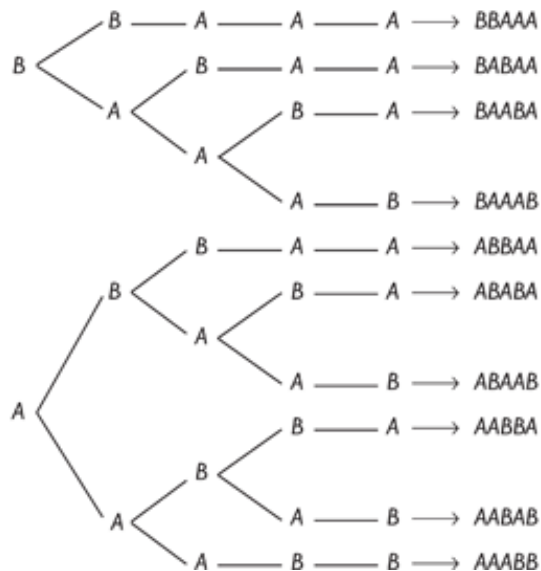 B — A — A — A → BBAAA
B
B — A — A → BABAA
A
B — A → BAABA
A
A — B → BAAAB
B — A — A → ABBAA
B
B — A → ABABA
A
A — B → ABAAB
A
B — A → AABBA
B
A
A — B → AABAB
A — B — B → AAABB